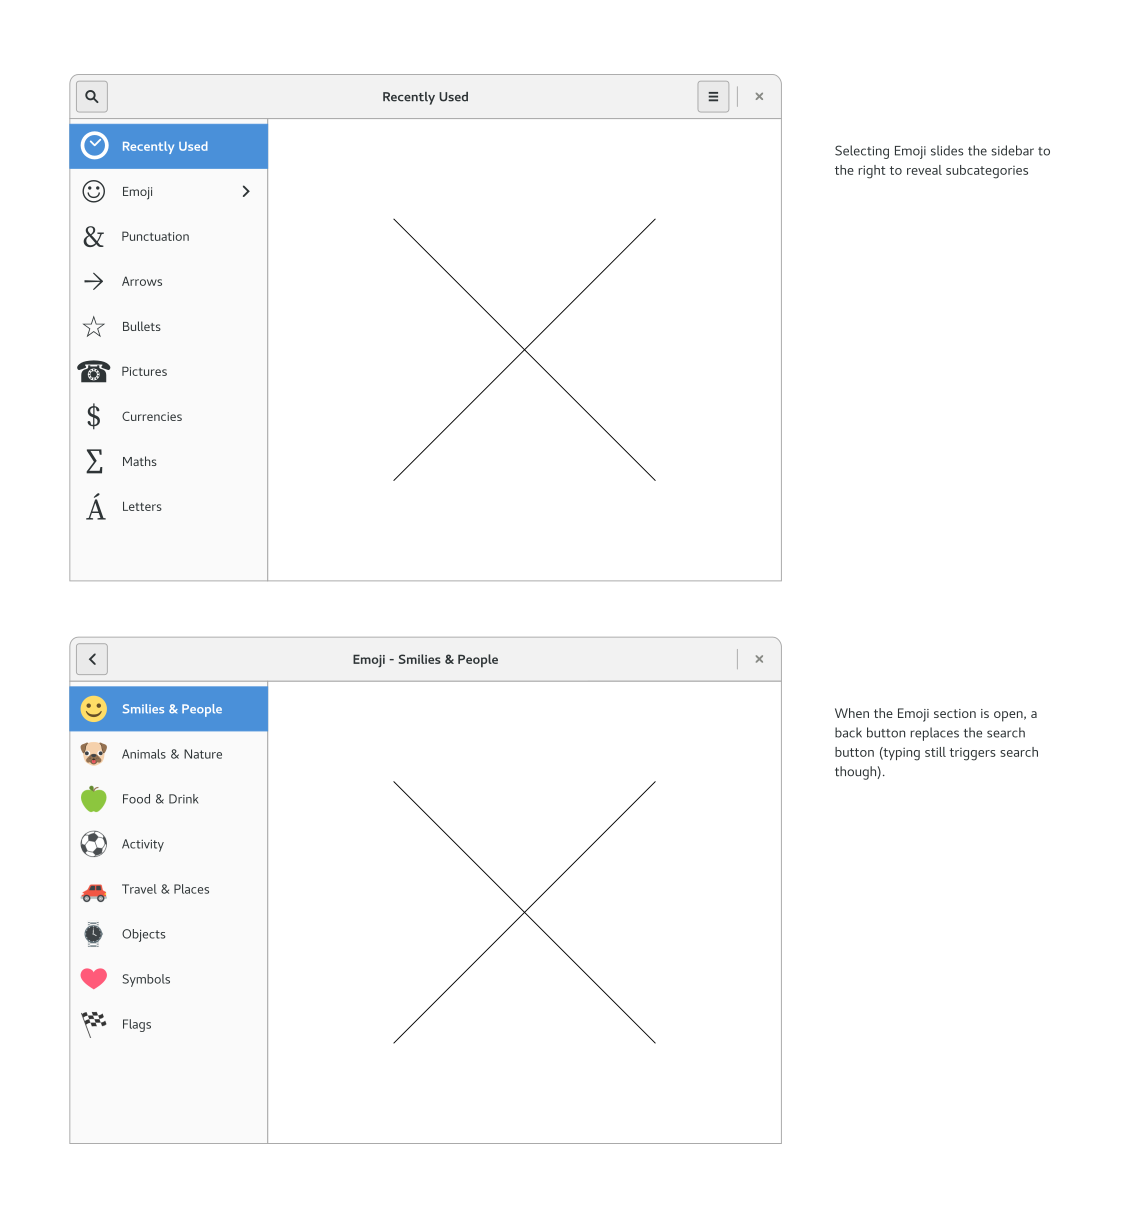 Recently Used
Recently Used
Emoji
& Punctuation
Arrows
Bullets
Pictures
$ Currencies
Σ Maths
Á Letters
Selecting Emoji slides the sidebar to
the right to reveal subcategories
Emoji - Smilies & People
Smilies & People
Animals & Nature
Food & Drink
Activity
Travel & Places
Objects
Symbols
Flags
When the Emoji section is open, a
back button replaces the search
button (typing still triggers search
though).